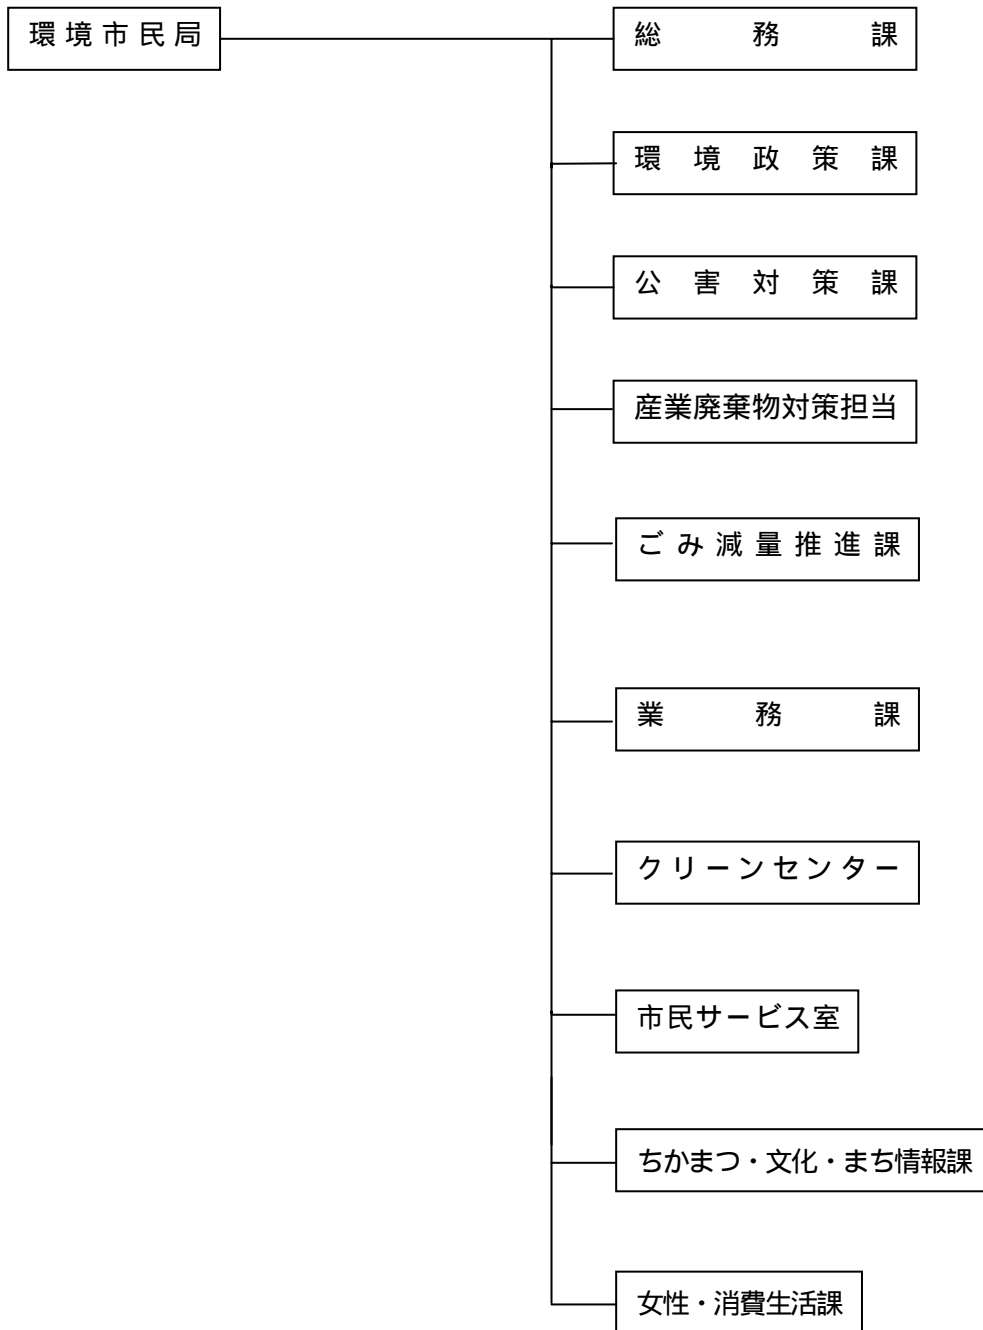 環境市民局
総務課
環境政策課
公害対策課
産業廃棄物対策担当
ごみ減量推進課
業務課
クリーンセンター
市民サービス室
ちかまつ・文化・まち情報課
女性・消費生活課